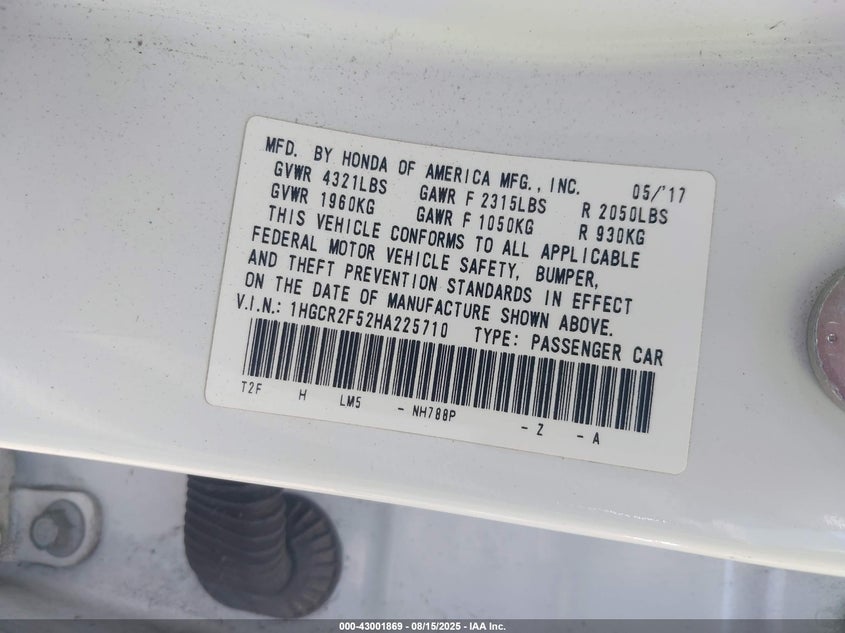 MFD. BY HONDA OF AMERICA MFG., INC. 05/'17
GVWR 4321LBS GAWR F 2315LBS R 2050LBS
GVWR 1960KG GAWR F 1050KG R 930KG
THIS VEHICLE CONFORMS TO ALL APPLICABLE
FEDERAL MOTOR VEHICLE SAFETY, BUMPER,
AND THEFT PREVENTION STANDARDS IN EFFECT
ON THE DATE OF MANUFACTURE SHOWN ABOVE.
V.I.N.: 1HGCR2F52HA225710 TYPE: PASSENGER CAR
T2F H LM5 - NH788P - Z - A
000-43001869 - 08/15/2025 - IAA Inc.